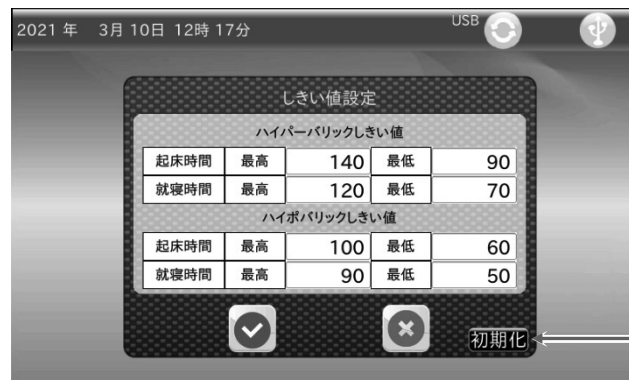 2021 年 3月 10日 12時 17分 USB
しきい値設定
ハイパーバリックしきい値
起床時間 最高 140 最低 90
就寝時間 最高 120 最低 70
ハイポバリックしきい値
起床時間 最高 100 最低 60
就寝時間 最高 90 最低 50
初期化